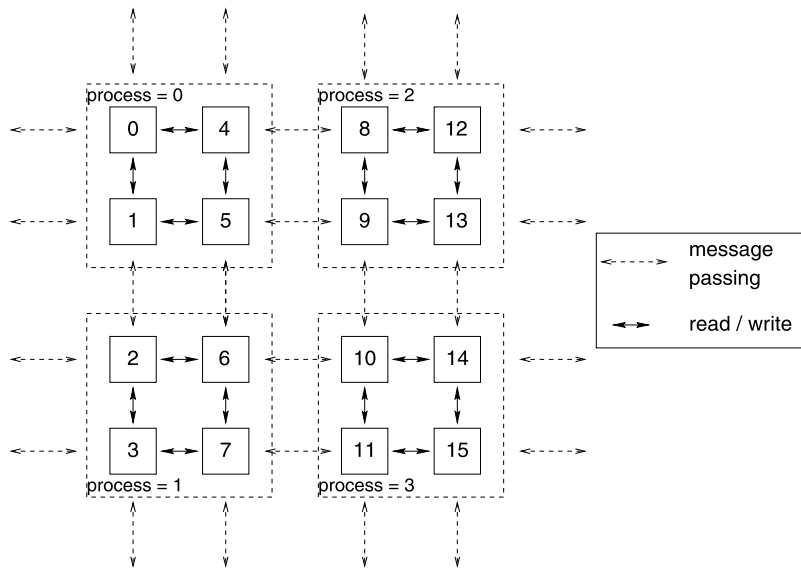 process = 0
process = 2
0 4 8 12
1 5 9 13
message
passing
read / write
2 6 10 14
3 7 11 15
process = 1
process = 3